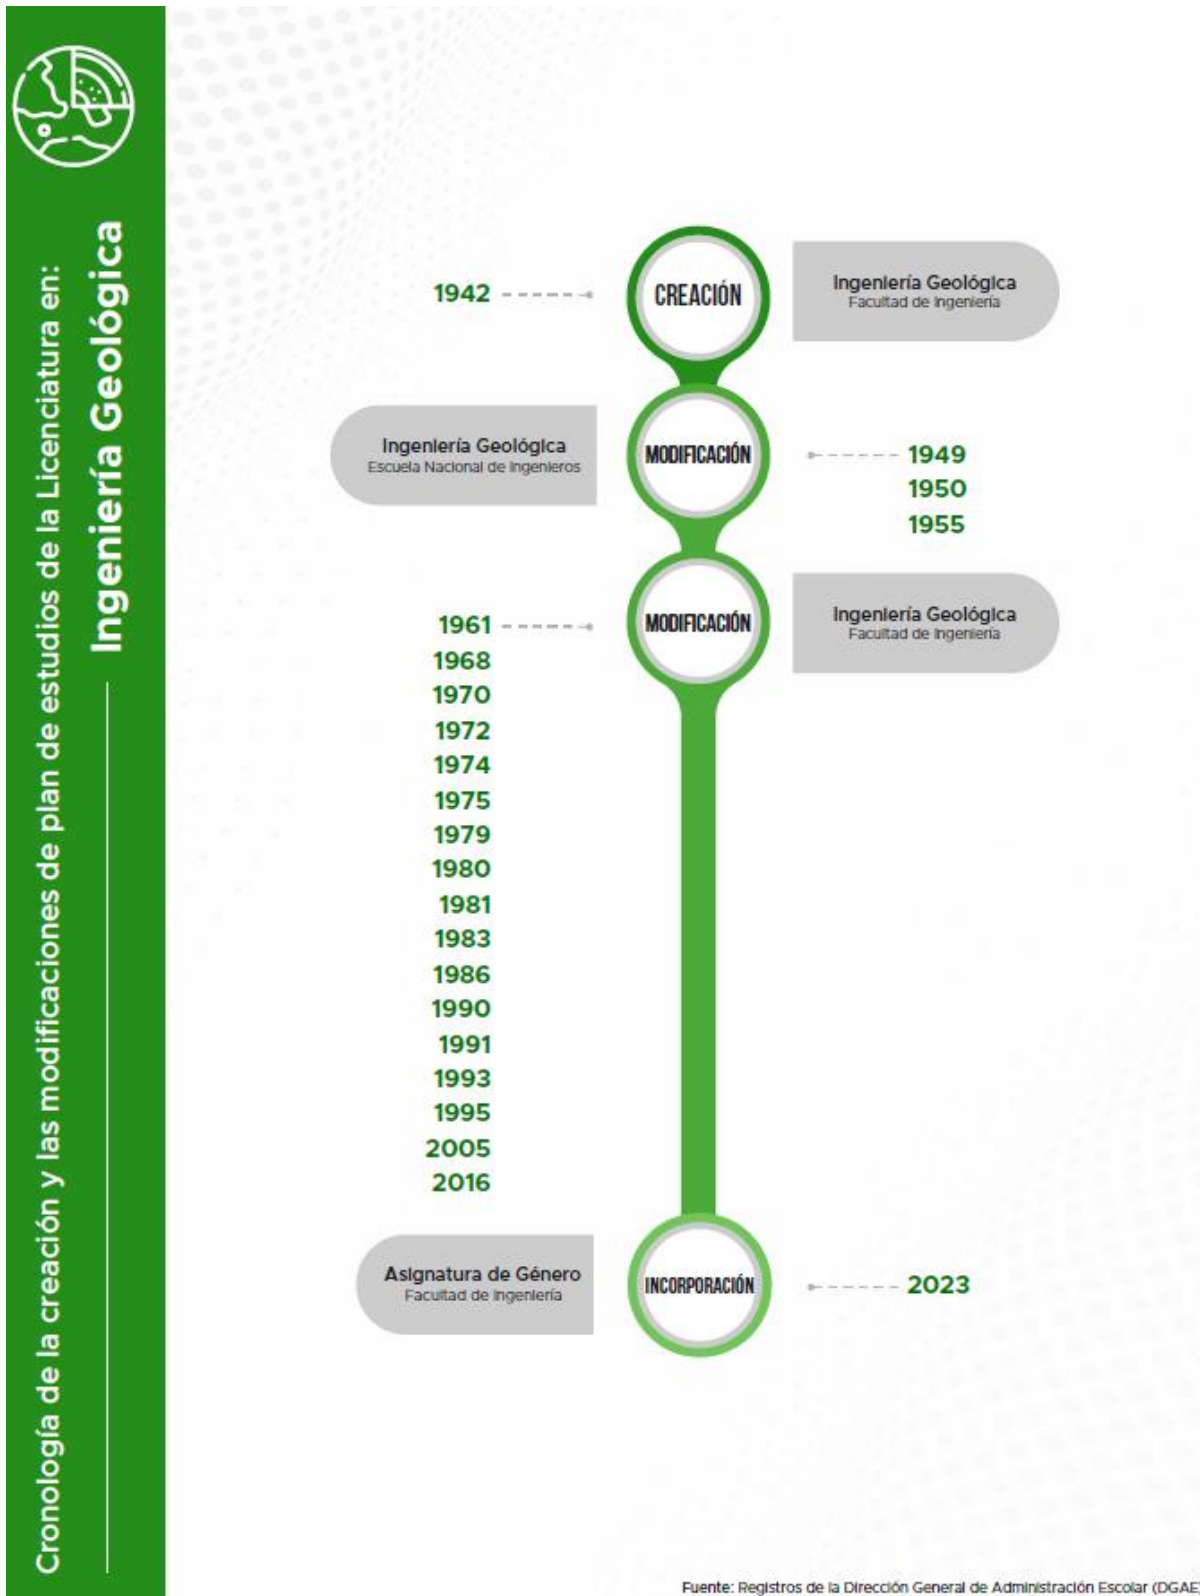 Cronología de la creación y las modificaciones de plan de estudios de la Licenciatura en:
Ingeniería Geológica
1942
CREACIÓN
Ingeniería Geológica
Facultad de Ingeniería
Ingeniería Geológica
Escuela Nacional de Ingenieros
MODIFICACIÓN
1949
1950
1955
1961
MODIFICACIÓN
Ingeniería Geológica
Facultad de Ingeniería
1968
1970
1972
1974
1975
1979
1980
1981
1983
1986
1990
1991
1993
1995
2005
2016
Asignatura de Género
Facultad de Ingeniería
INCORPORACIÓN
2023
Fuente: Registros de la Dirección General de Administración Escolar (DGAE